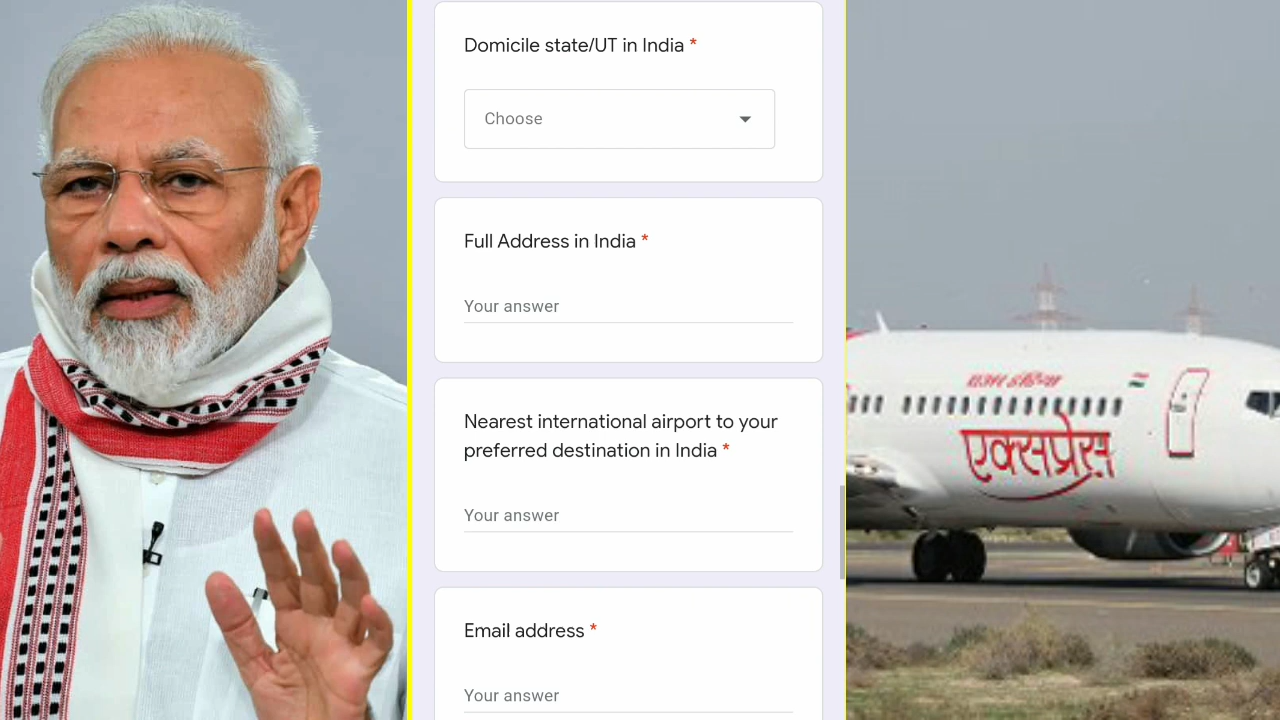 Domicile state/UT in India *
Choose
Full Address in India *
Your answer
Nearest international airport to your
preferred destination in India *
Your answer
Email address *
Your answer
एअर इंडिया
एक्सप्रेस